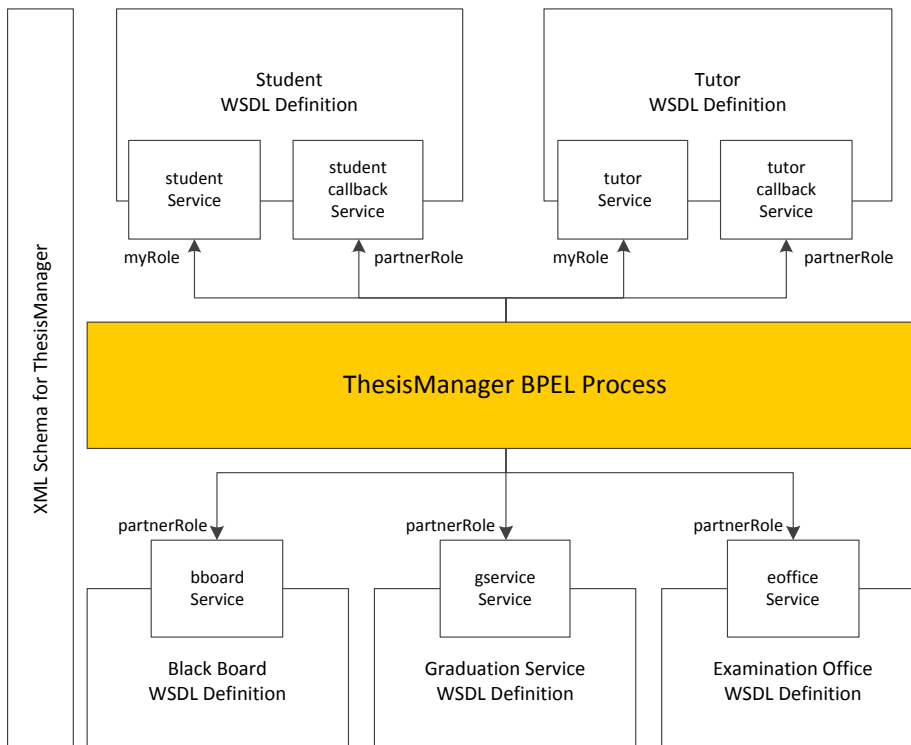 XML Schema for ThesisManager
Student
WSDL Definition
student
Service
student
callback
Service
myRole
partnerRole
Tutor
WSDL Definition
tutor
Service
tutor
callback
Service
myRole
partnerRole
ThesisManager BPEL Process
partnerRole
bboard
Service
Black Board
WSDL Definition
partnerRole
gservice
Service
Graduation Service
WSDL Definition
partnerRole
eoffice
Service
Examination Office
WSDL Definition